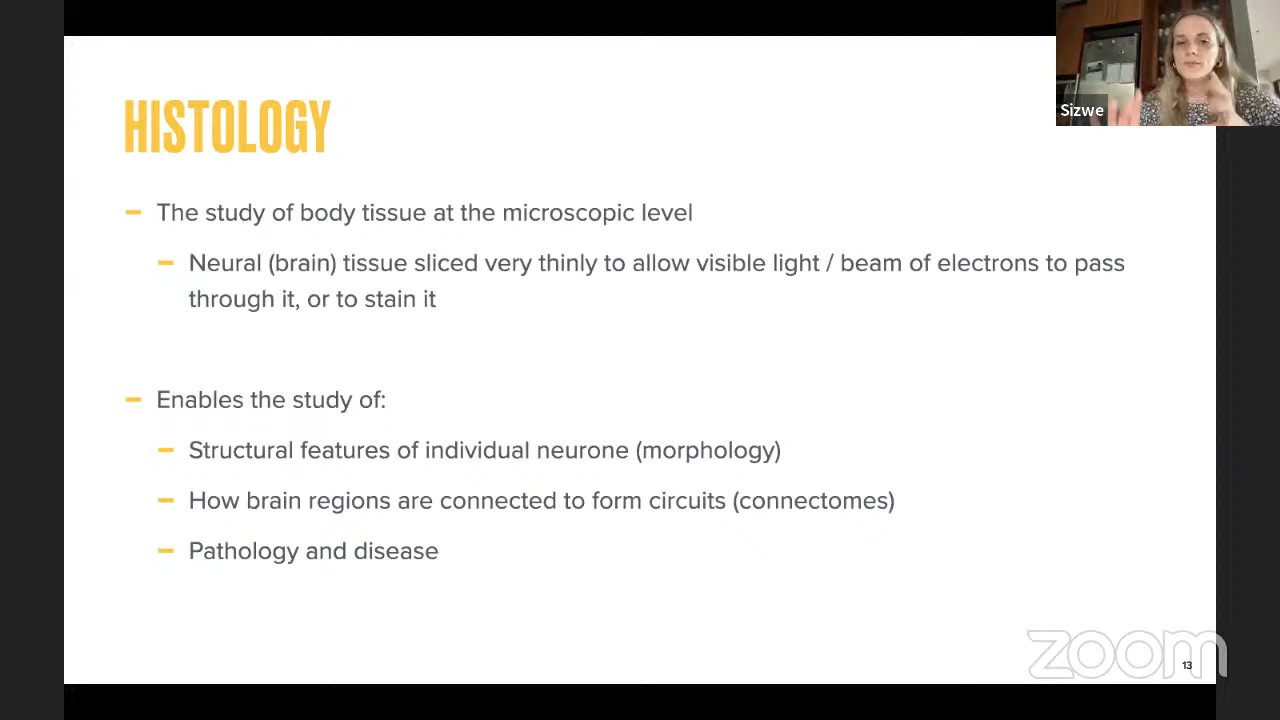 Sizwe
HISTOLOGY
– The study of body tissue at the microscopic level
– Neural (brain) tissue sliced very thinly to allow visible light / beam of electrons to pass
through it, or to stain it
– Enables the study of:
– Structural features of individual neurone (morphology)
– How brain regions are connected to form circuits (connectomes)
– Pathology and disease
zoom
13